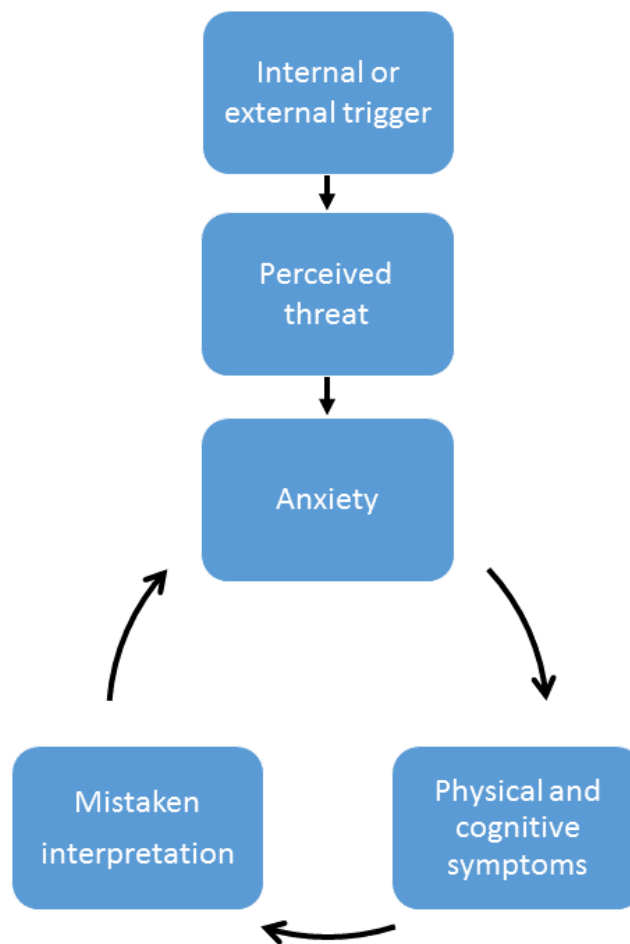 Internal or
external trigger
Perceived
threat
Anxiety
Mistaken
interpretation
Physical and
cognitive
symptoms